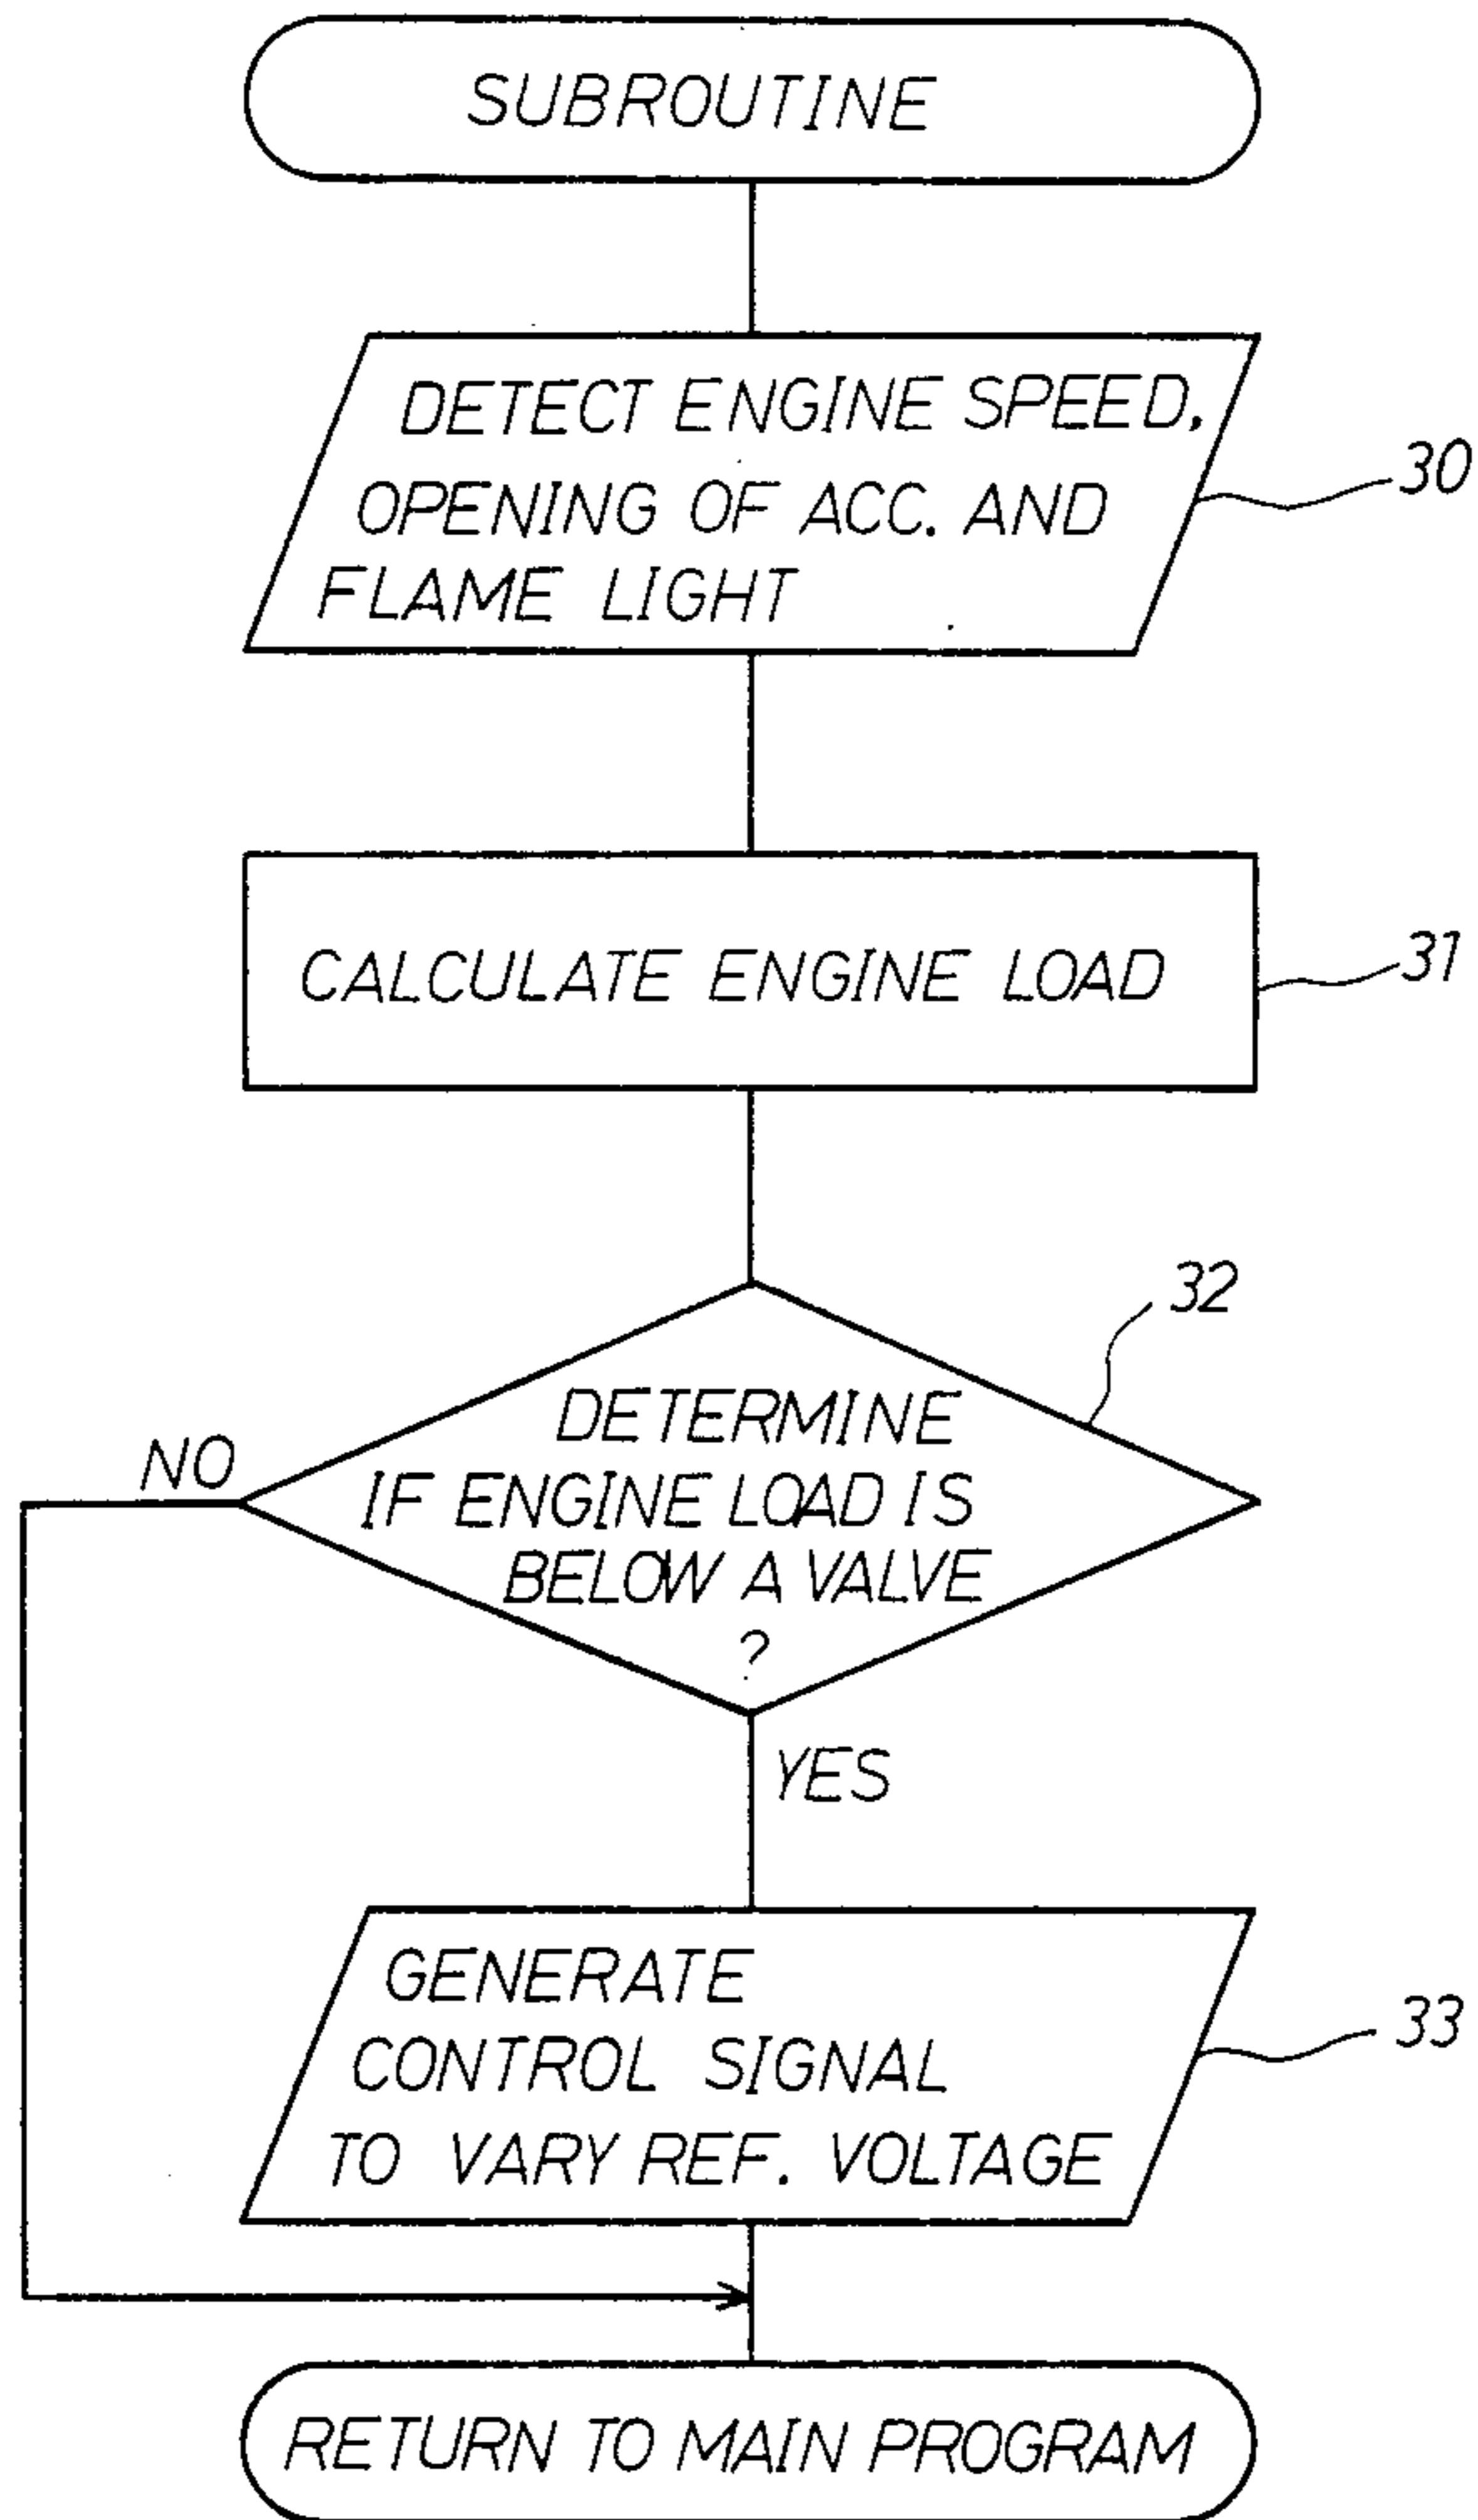 SUBROUTINE
DETECT ENGINE SPEED,
OPENING OF ACC. AND
FLAME LIGHT
30
CALCULATE ENGINE LOAD
31
32
DETERMINE
IF ENGINE LOAD IS
BELOW A VALVE
?
NO
YES
GENERATE
CONTROL SIGNAL
TO VARY REF. VOLTAGE
33
RETURN TO MAIN PROGRAM